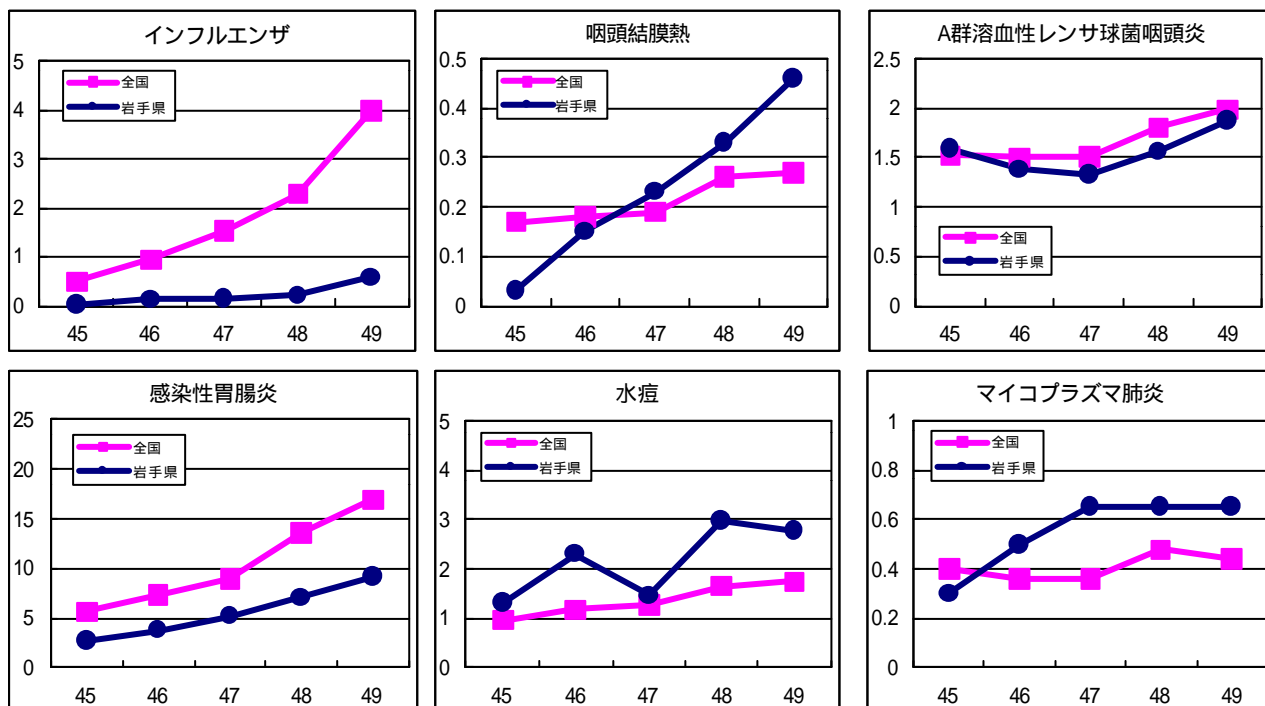 インフルエンザ
5
4
3
2
1
0
全国
岩手県
45 46 47 48 49
咽頭結膜熱
0.5
0.4
0.3
0.2
0.1
0
全国
岩手県
45 46 47 48 49
A群溶血性レンサ球菌咽頭炎
2.5
2
1.5
1
0.5
0
全国
岩手県
45 46 47 48 49
感染性胃腸炎
25
20
15
10
5
0
全国
岩手県
45 46 47 48 49
水痘
5
4
3
2
1
0
全国
岩手県
45 46 47 48 49
マイコプラズマ肺炎
1
0.8
0.6
0.4
0.2
0
全国
岩手県
45 46 47 48 49